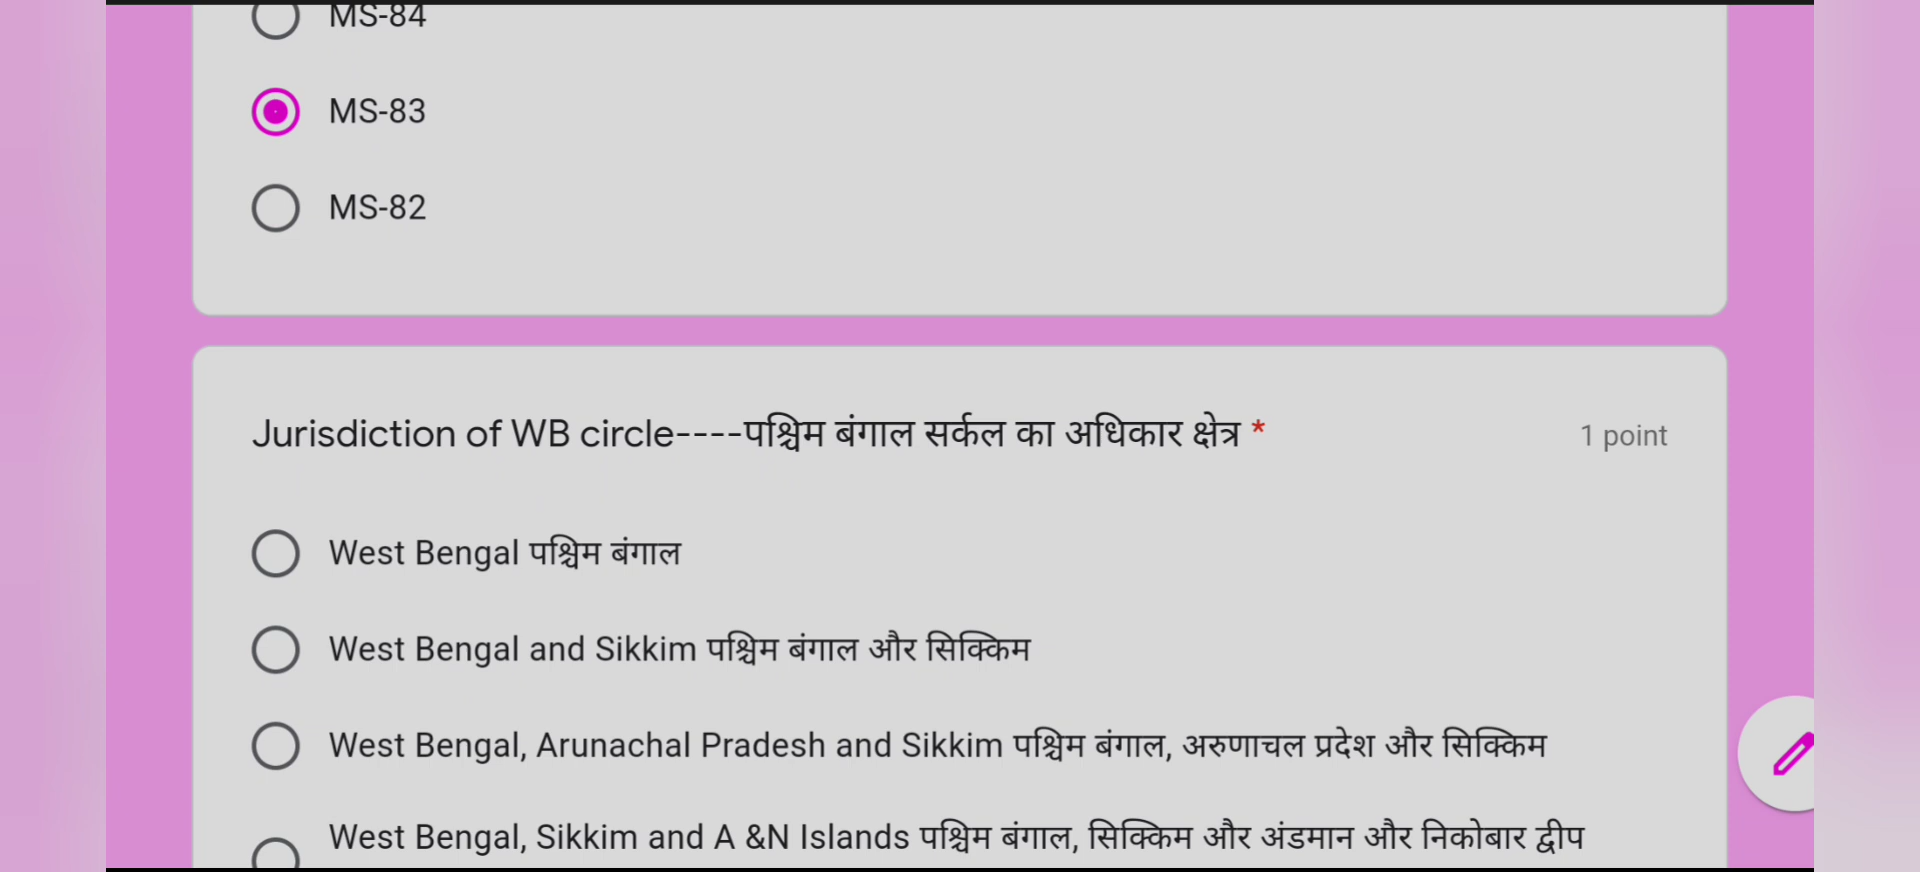 MS-84
MS-83
MS-82
Jurisdiction of WB circle----पश्चिम बंगाल सर्कल का अधिकार क्षेत्र *
1 point
West Bengal पश्चिम बंगाल
West Bengal and Sikkim पश्चिम बंगाल और सिक्किम
West Bengal, Arunachal Pradesh and Sikkim पश्चिम बंगाल, अरुणाचल प्रदेश और सिक्किम
West Bengal, Sikkim and A &N Islands पश्चिम बंगाल, सिक्किम और अंडमान और निकोबार द्वीप